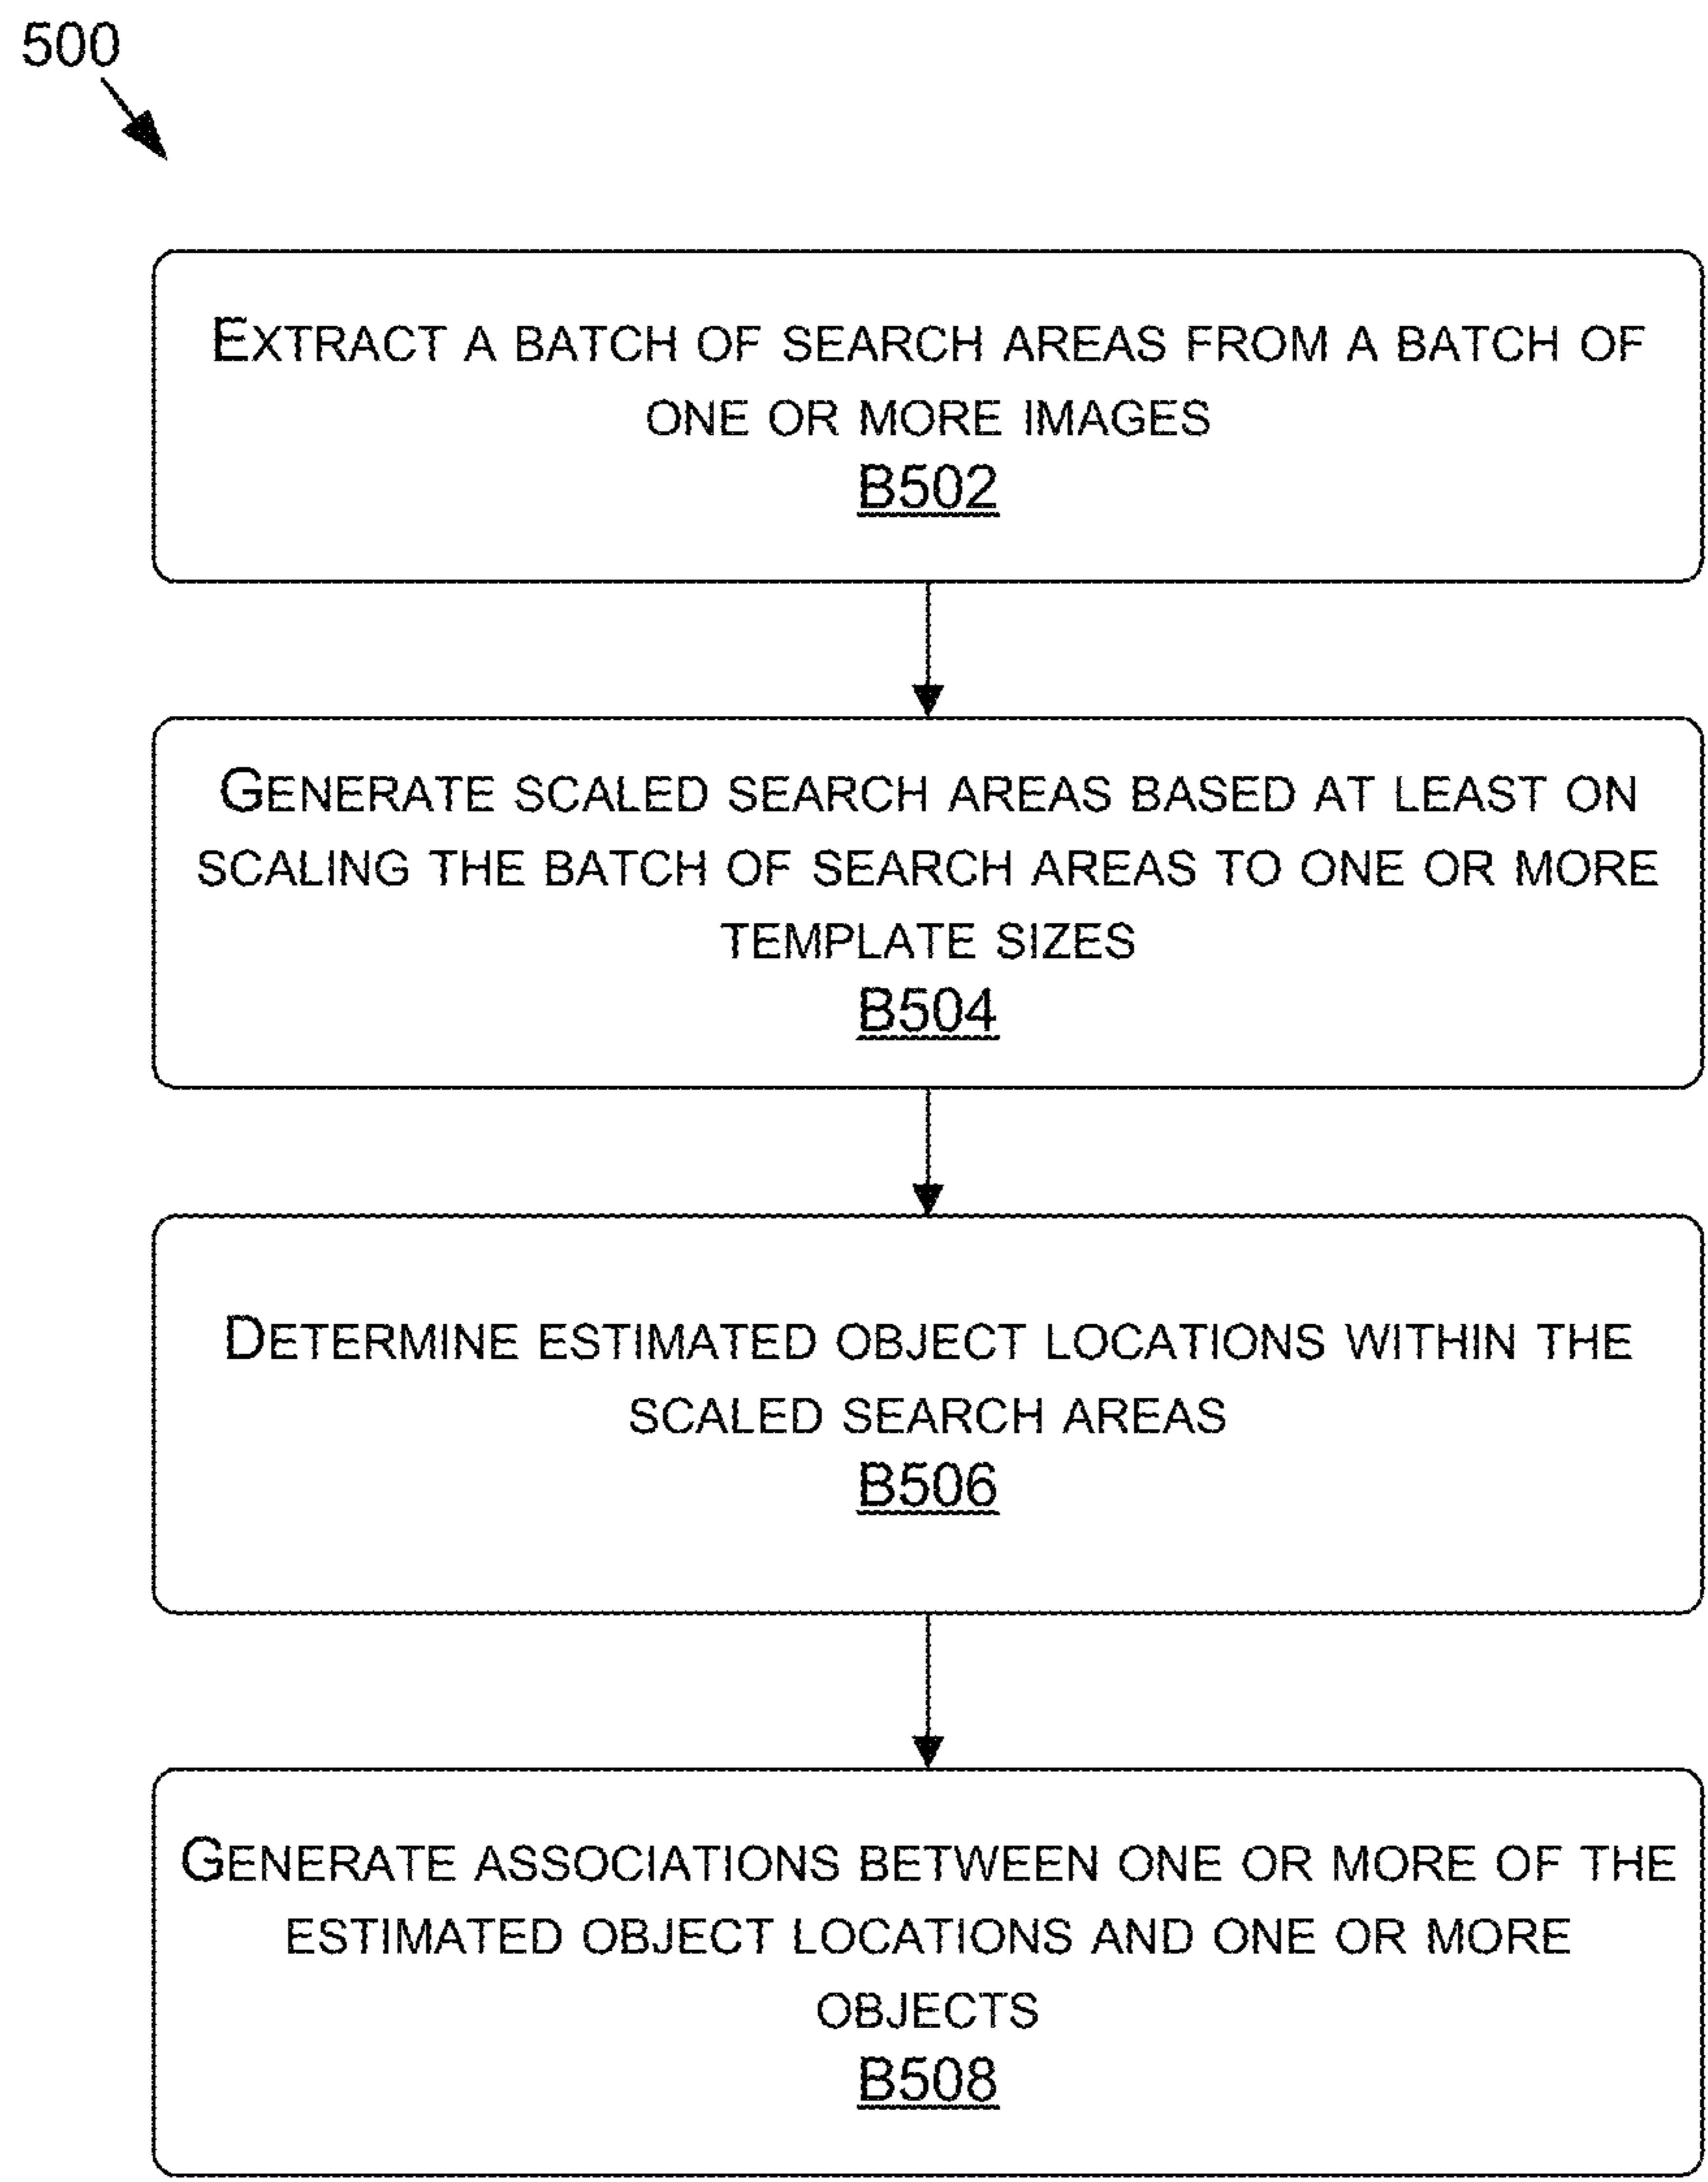 500
EXTRACT A BATCH OF SEARCH AREAS FROM A BATCH OF
ONE OR MORE IMAGES
B502
GENERATE SCALED SEARCH AREAS BASED AT LEAST ON
SCALING THE BATCH OF SEARCH AREAS TO ONE OR MORE
TEMPLATE SIZES
B504
DETERMINE ESTIMATED OBJECT LOCATIONS WITHIN THE
SCALED SEARCH AREAS
B506
GENERATE ASSOCIATIONS BETWEEN ONE OR MORE OF THE
ESTIMATED OBJECT LOCATIONS AND ONE OR MORE
OBJECTS
B508